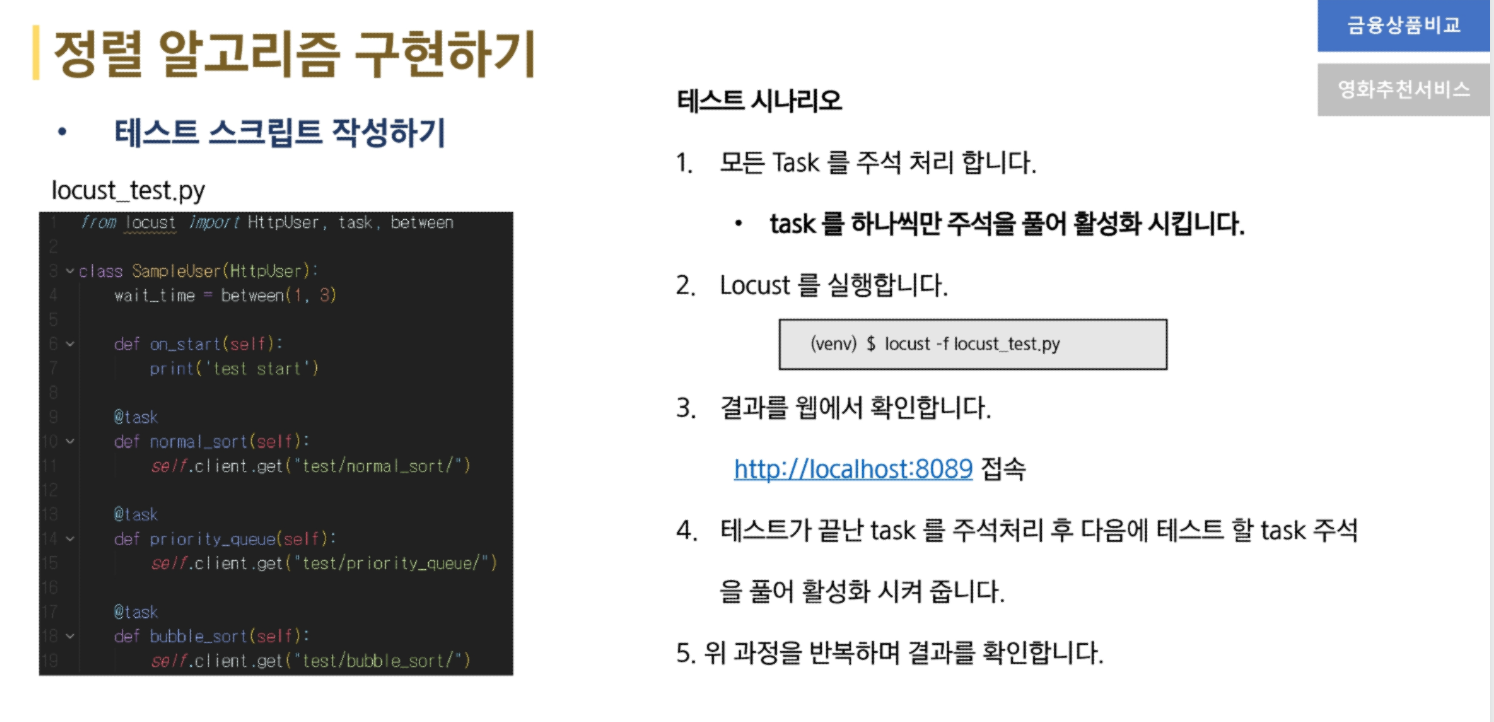 정렬 알고리즘 구현하기
• 테스트 스크립트 작성하기
locust_test.py
1 from locust import HttpUser, task, between
2
3 class SampleUser(HttpUser):
4 wait_time = between(1, 3)
5
6 def on_start(self):
7 print('test start')
8
9 @task
10 def normal_sort(self):
11 self.client.get("test/normal_sort/")
12
13 @task
14 def priority_queue(self):
15 self.client.get("test/priority_queue/")
16
17 @task
18 def bubble_sort(self):
19 self.client.get("test/bubble_sort/")
금융상품비교
영화추천서비스
테스트 시나리오
1. 모든 Task 를 주석 처리 합니다.
• task 를 하나씩만 주석을 풀어 활성화 시킵니다.
2. Locust 를 실행합니다.
(venv) $ locust -f locust_test.py
3. 결과를 웹에서 확인합니다.
http://localhost:8089 접속
4. 테스트가 끝난 task 를 주석처리 후 다음에 테스트 할 task 주석
을 풀어 활성화 시켜 줍니다.
5. 위 과정을 반복하며 결과를 확인합니다.